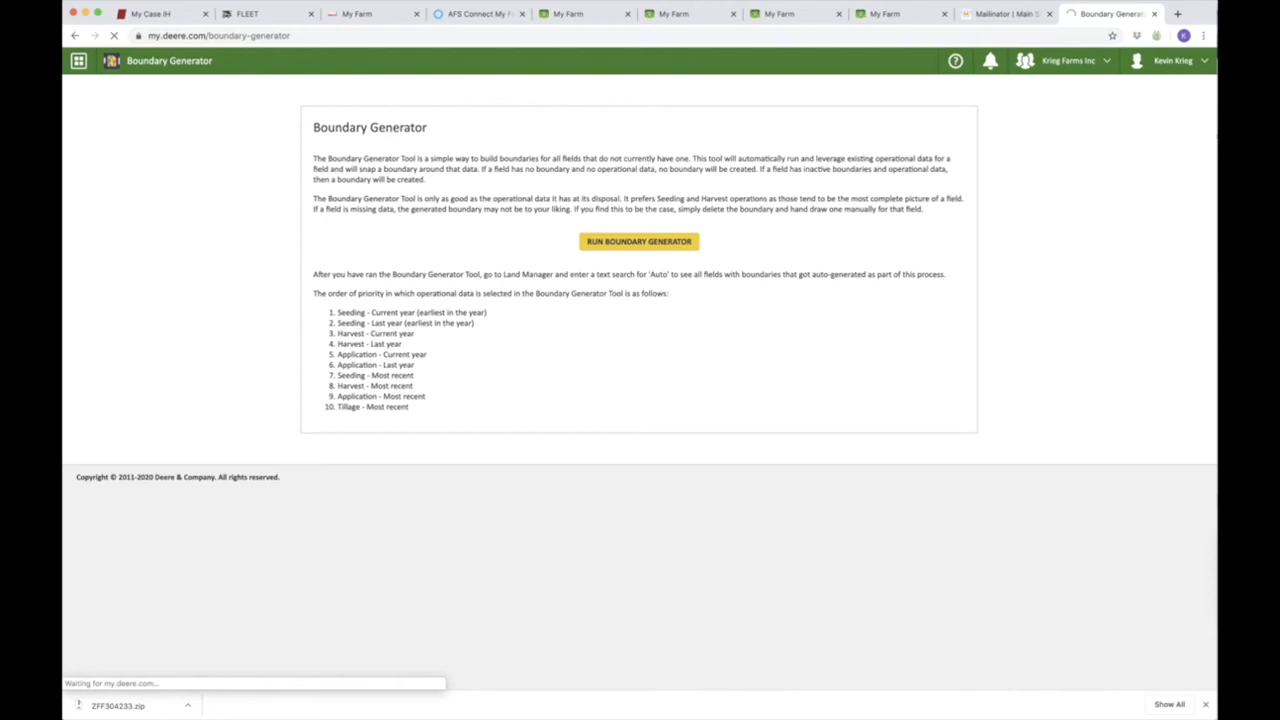 My Case IH
FLEET
My Farm
AFS Connect My F
My Farm
My Farm
My Farm
My Farm
Mailinator | Main S
Boundary Generat
my.deere.com/boundary-generator
K
Boundary Generator
Krieg Farms Inc
Kevin Krieg
Boundary Generator
The Boundary Generator Tool is a simple way to build boundaries for all fields that do not currently have one. This tool will automatically run and leverage existing operational data for a
field and will snap a boundary around that data. If a field has no boundary and no operational data, no boundary will be created. If a field has inactive boundaries and operational data,
then a boundary will be created.
The Boundary Generator Tool is only as good as the operational data it has at its disposal. It prefers Seeding and Harvest operations as those tend to be the most complete picture of a field.
If a field is missing data, the generated boundary may not be to your liking. If you find this to be the case, simply delete the boundary and hand draw one manually for that field.
RUN BOUNDARY GENERATOR
After you have ran the Boundary Generator Tool, go to Land Manager and enter a text search for 'Auto' to see all fields with boundaries that got auto-generated as part of this process.
The order of priority in which operational data is selected in the Boundary Generator Tool is as follows:
1. Seeding - Current year (earliest in the year)
2. Seeding - Last year (earliest in the year)
3. Harvest - Current year
4. Harvest - Last year
5. Application - Current year
6. Application - Last year
7. Seeding - Most recent
8. Harvest - Most recent
9. Application - Most recent
10. Tillage - Most recent
Copyright © 2011-2020 Deere & Company. All rights reserved.
Waiting for my.deere.com...
ZFF304233.zip
Show All